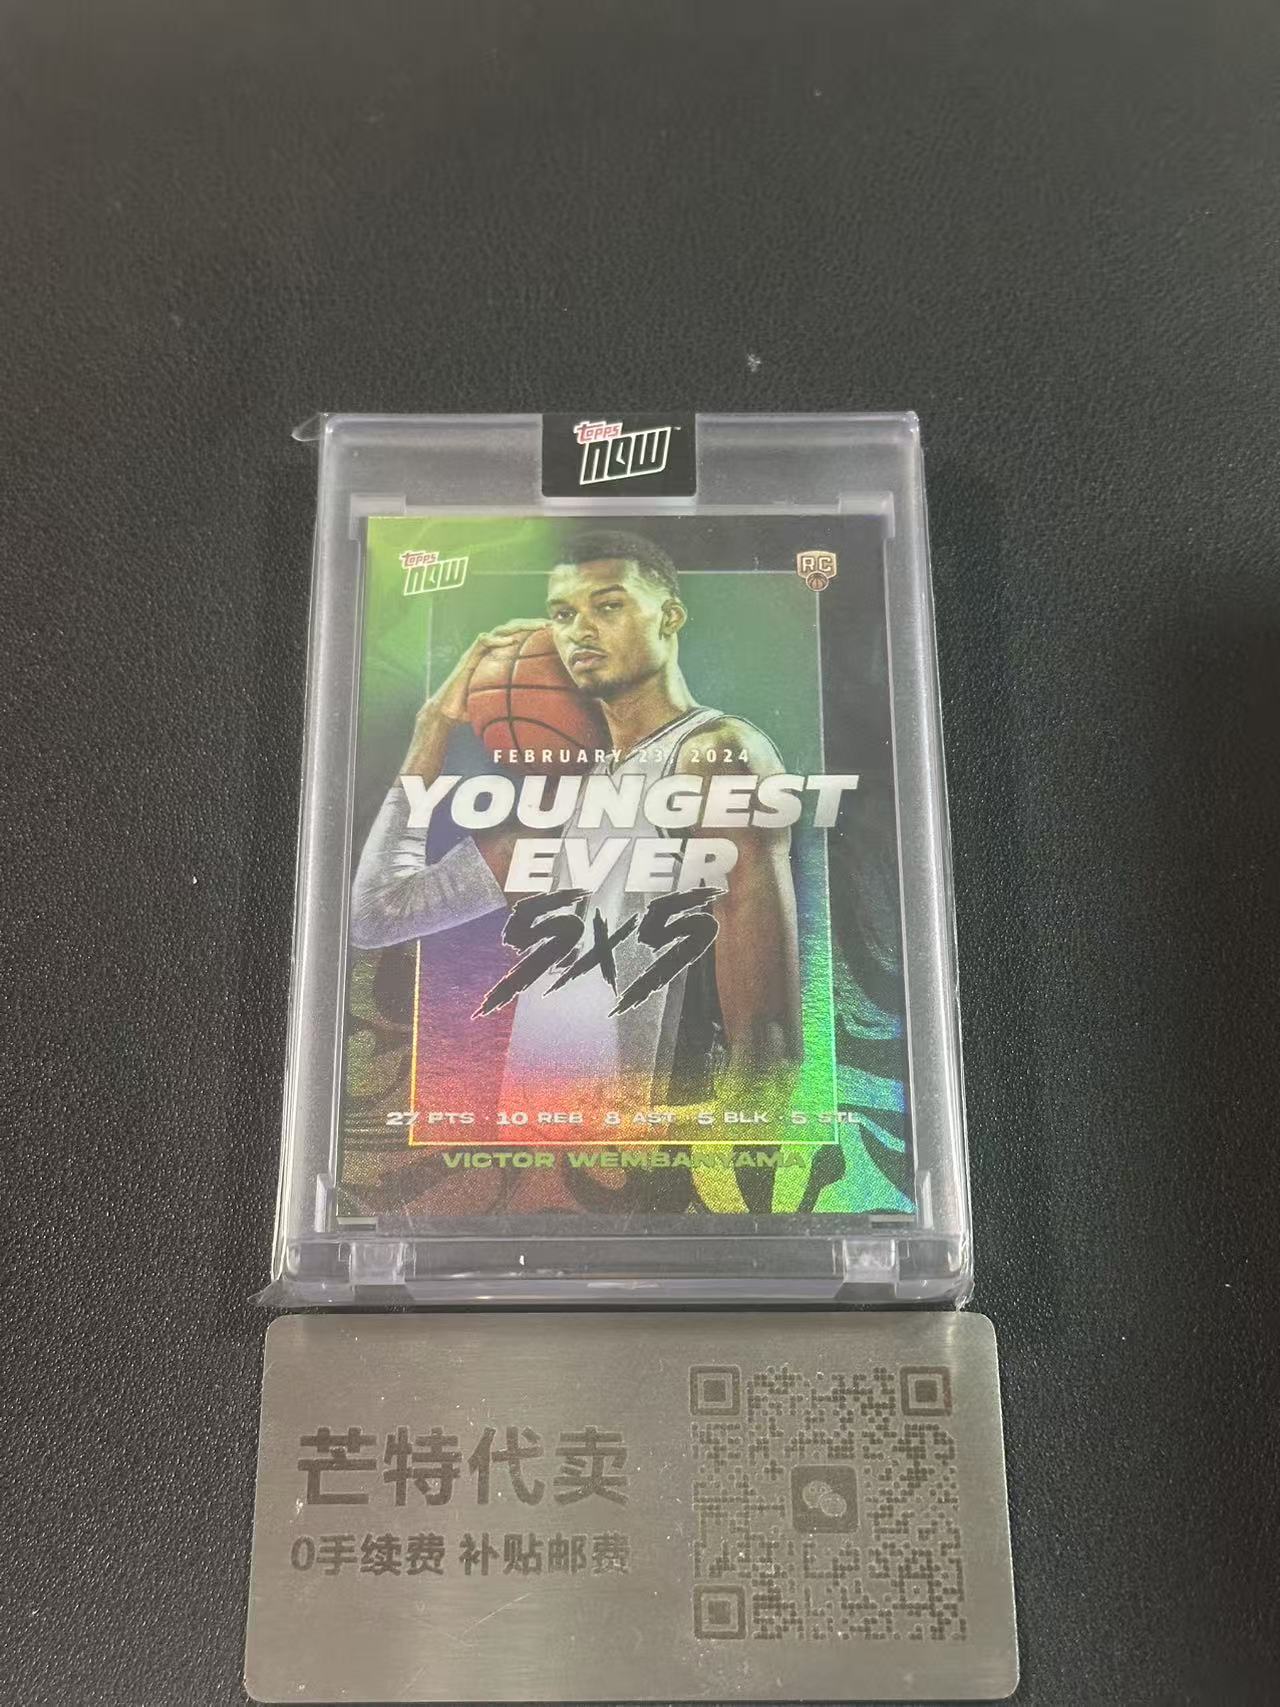 topps
now™
topps
now
RC
FEBRUARY 23, 2024
YOUNGEST
EVER
5x5
27 PTS · 10 REB · 8 AST · 5 BLK · 5 STL
VICTOR WEMBANYAMA
芒特代卖
0手续费 补贴邮费